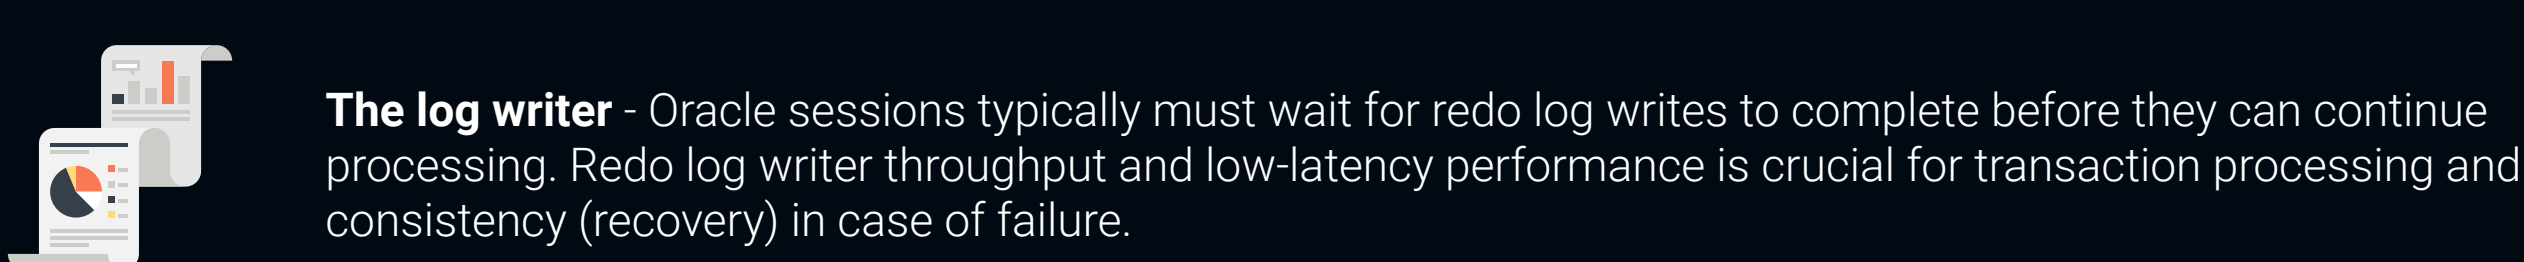 The log writer - Oracle sessions typically must wait for redo log writes to complete before they can continue
processing. Redo log writer throughput and low-latency performance is crucial for transaction processing and
consistency (recovery) in case of failure.